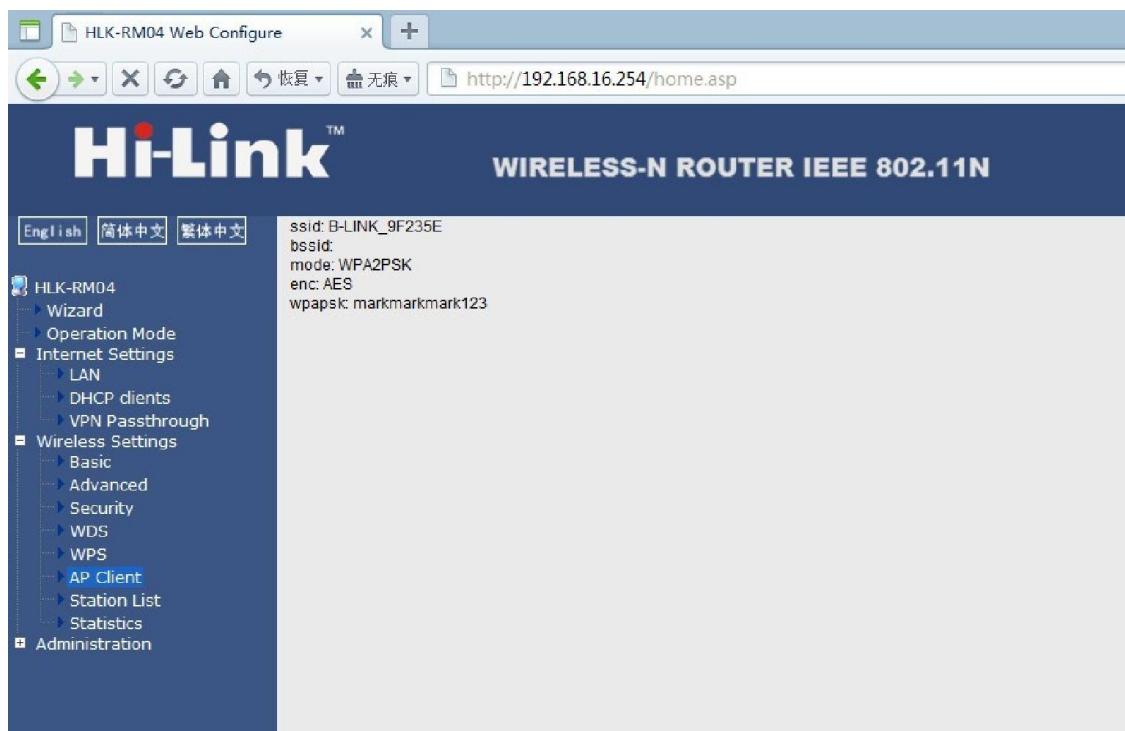 HLK-RM04 Web Configure
恢复
无痕
http://192.168.16.254/home.asp
Hi-Link™
WIRELESS-N ROUTER IEEE 802.11N
English 简体中文 繁体中文
ssid: B-LINK_9F235E
bssid:
mode: WPA2PSK
enc: AES
wpapsk: markmarkmark123
HLK-RM04
Wizard
Operation Mode
Internet Settings
LAN
DHCP clients
VPN Passthrough
Wireless Settings
Basic
Advanced
Security
WDS
WPS
AP Client
Station List
Statistics
Administration